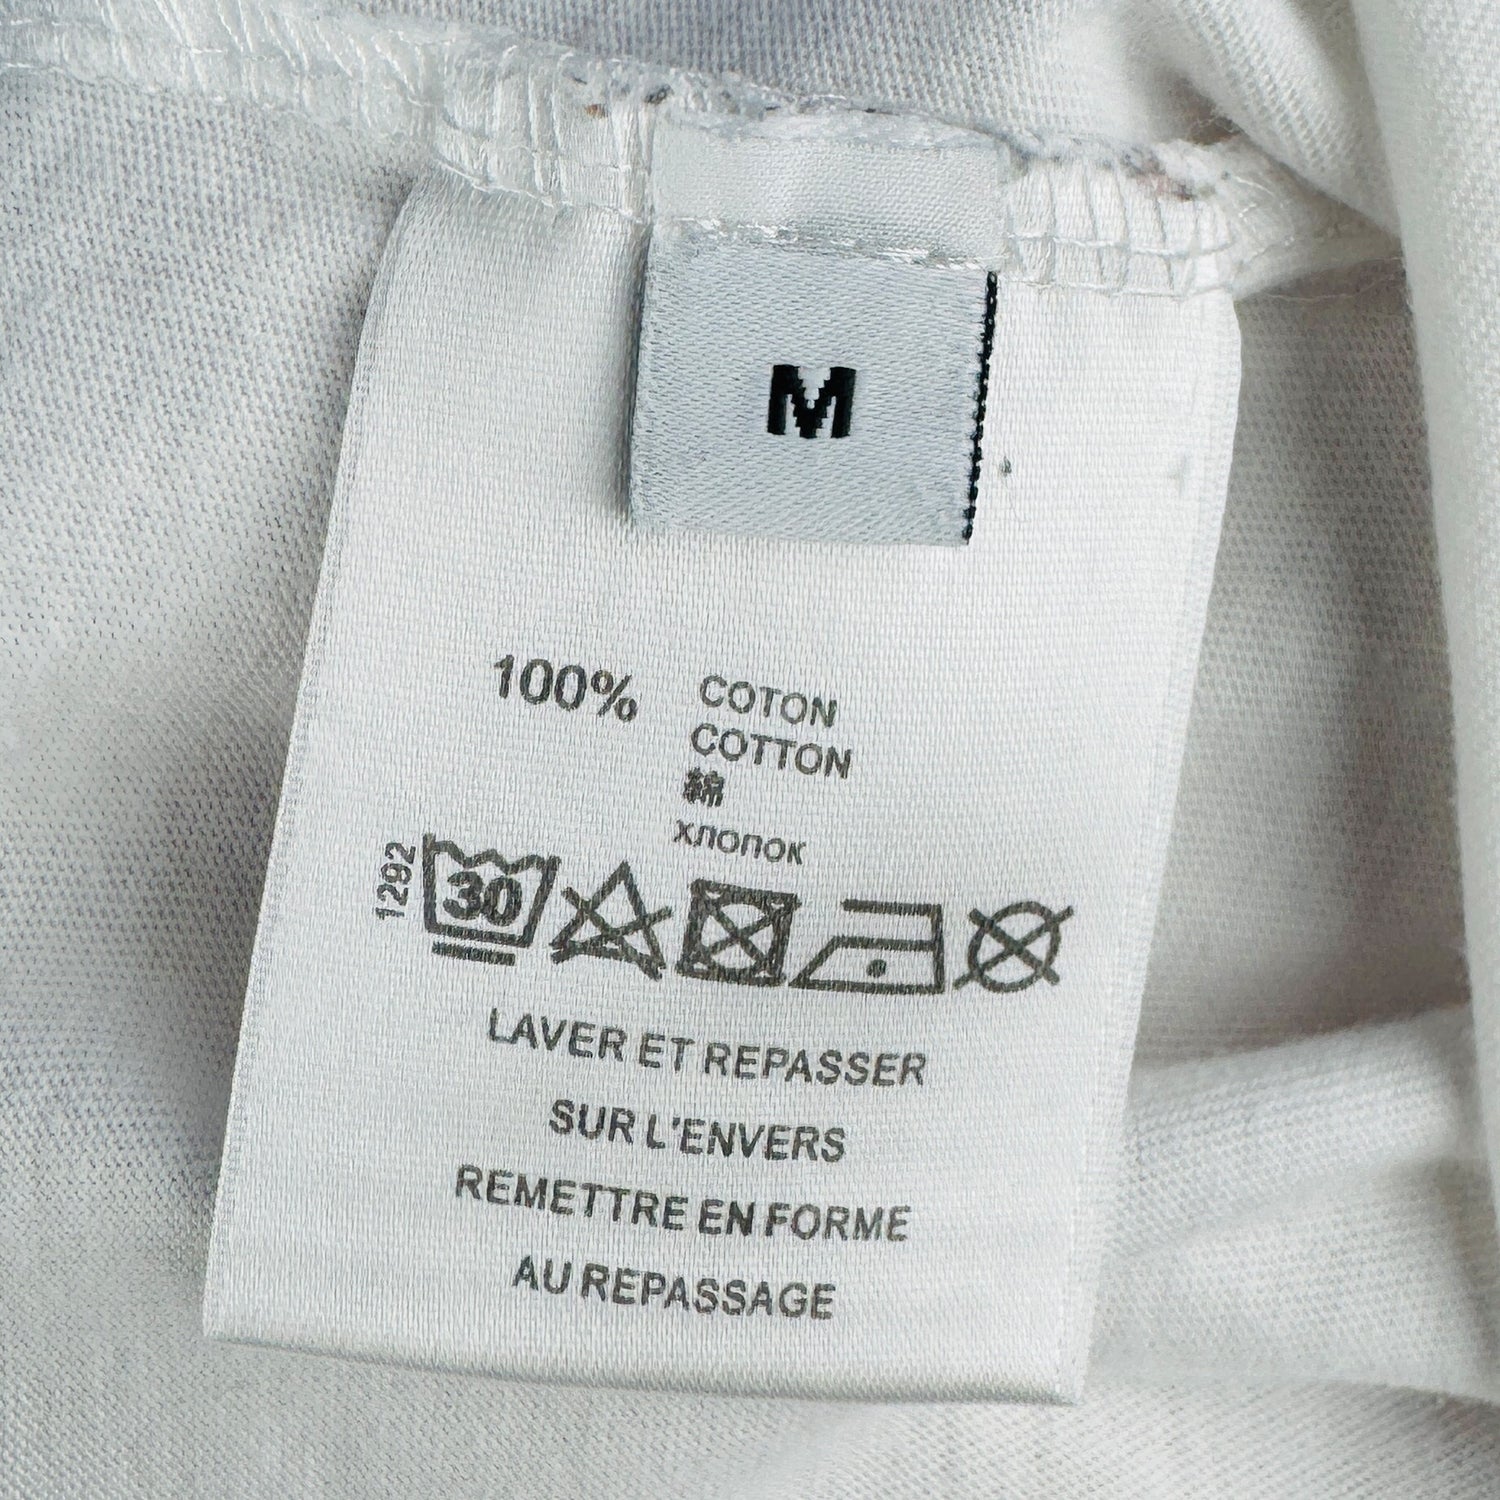 M
100% COTON
COTTON
綿
хлопок
1292
30
LAVER ET REPASSER
SUR L'ENVERS
REMETTRE EN FORME
AU REPASSAGE